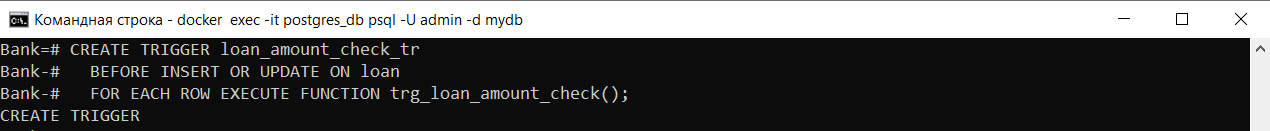 Командная строка - docker  exec -it postgres_db psql -U admin -d mydb
Bank=# CREATE TRIGGER loan_amount_check_tr
Bank-#   BEFORE INSERT OR UPDATE ON loan
Bank-#   FOR EACH ROW EXECUTE FUNCTION trg_loan_amount_check();
CREATE TRIGGER